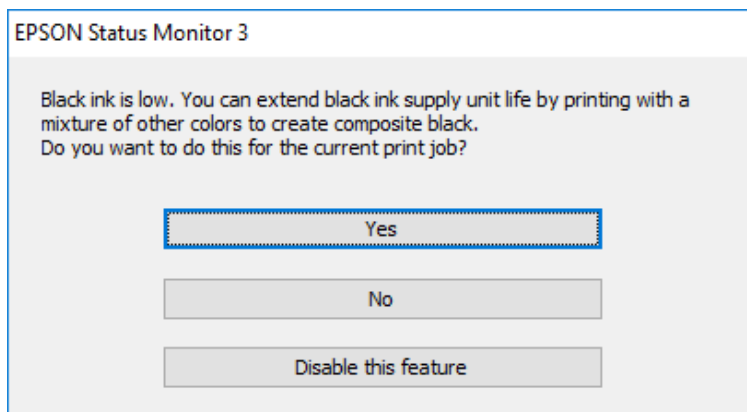 EPSON Status Monitor 3
Black ink is low. You can extend black ink supply unit life by printing with a
mixture of other colors to create composite black.
Do you want to do this for the current print job?
Yes
No
Disable this feature